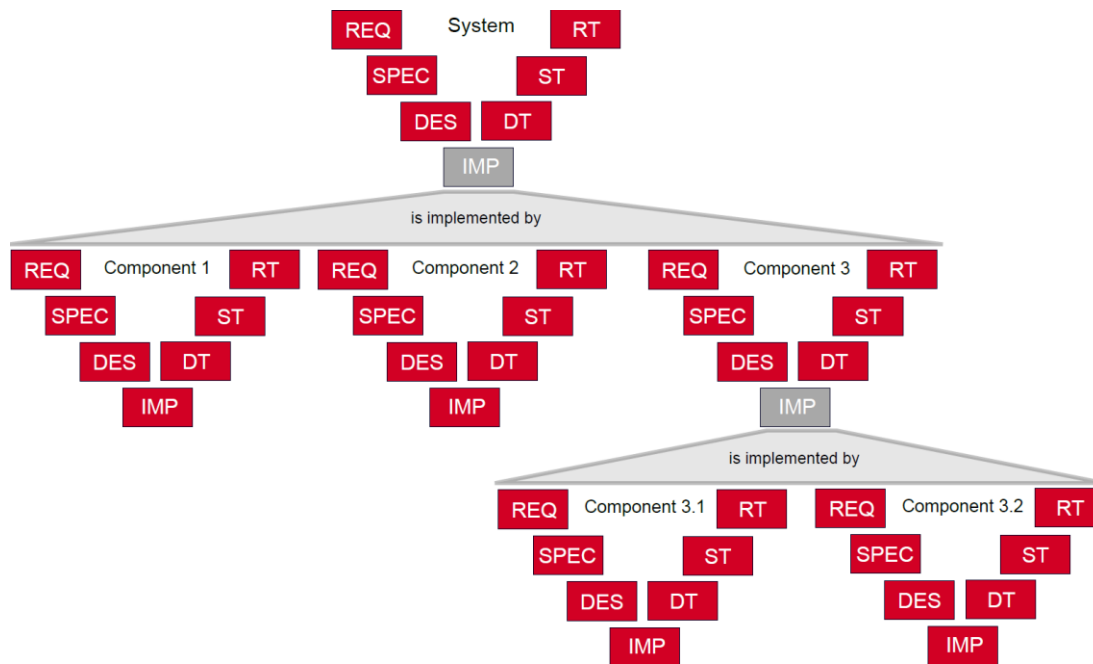 REQ System RT
SPEC ST
DES DT
IMP
is implemented by
REQ Component 1 RT REQ Component 2 RT REQ Component 3 RT
SPEC ST SPEC ST SPEC ST
DES DT DES DT DES DT
IMP IMP IMP
is implemented by
REQ Component 3.1 RT REQ Component 3.2 RT
SPEC ST SPEC ST
DES DT DES DT
IMP IMP